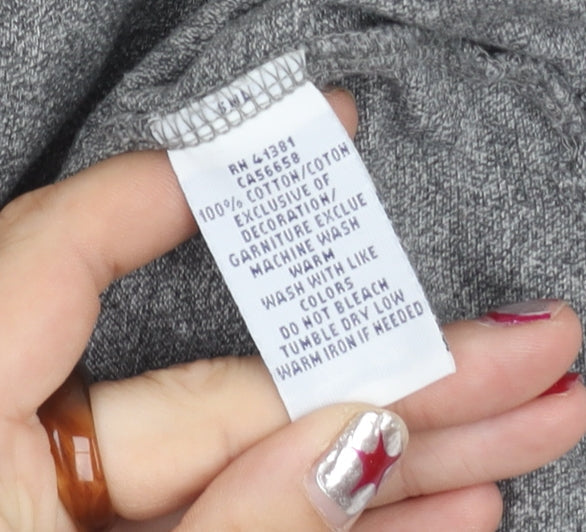 RN 41381
CA56658
100% COTTON/COTON
EXCLUSIVE OF
DECORATION/
GARNITURE EXCLUE
MACHINE WASH
WARM
WASH WITH LIKE
COLORS
DO NOT BLEACH
TUMBLE DRY LOW
WARM IRON IF NEEDED